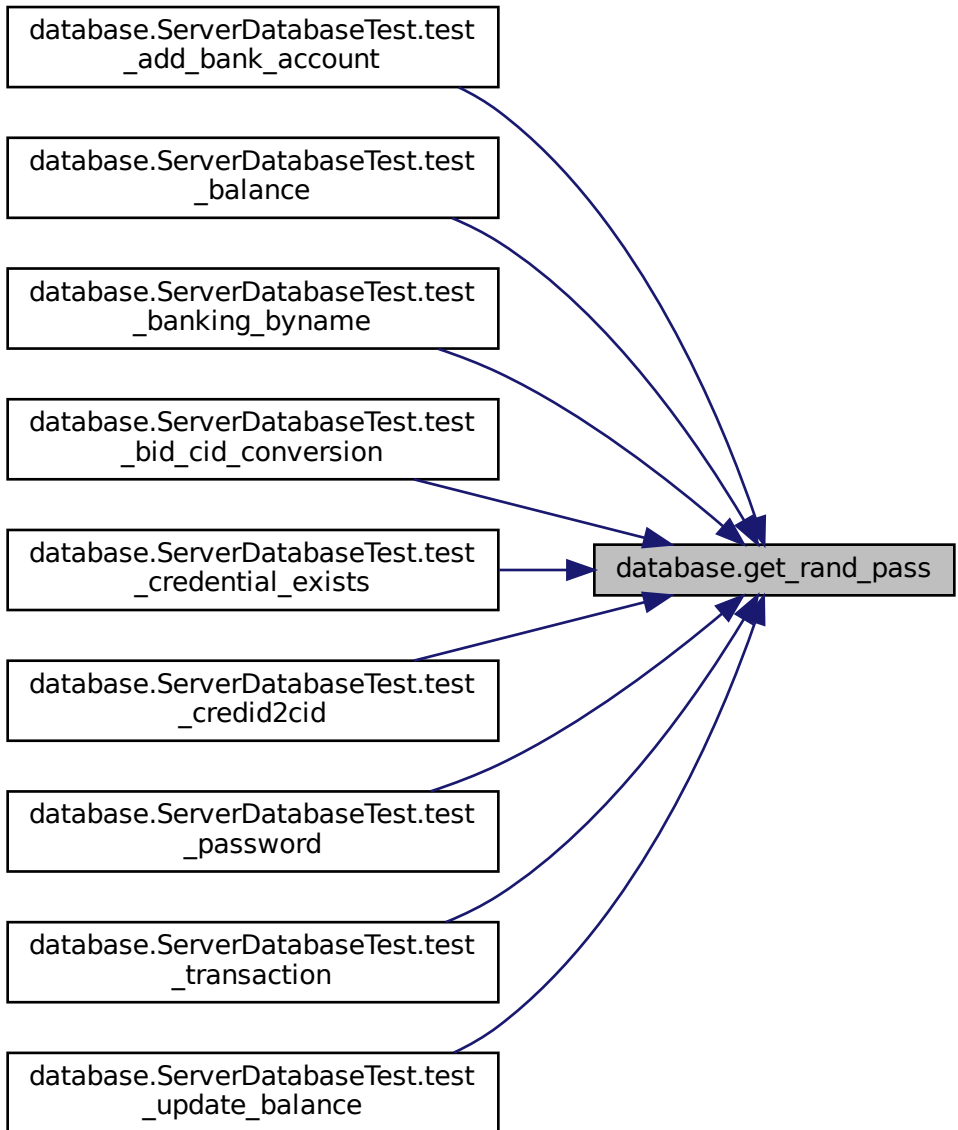 database.ServerDatabaseTest.test
_add_bank_account
database.ServerDatabaseTest.test
_balance
database.ServerDatabaseTest.test
_banking_byname
database.ServerDatabaseTest.test
_bid_cid_conversion
database.ServerDatabaseTest.test
_credential_exists
database.get_rand_pass
database.ServerDatabaseTest.test
_credid2cid
database.ServerDatabaseTest.test
_password
database.ServerDatabaseTest.test
_transaction
database.ServerDatabaseTest.test
_update_balance